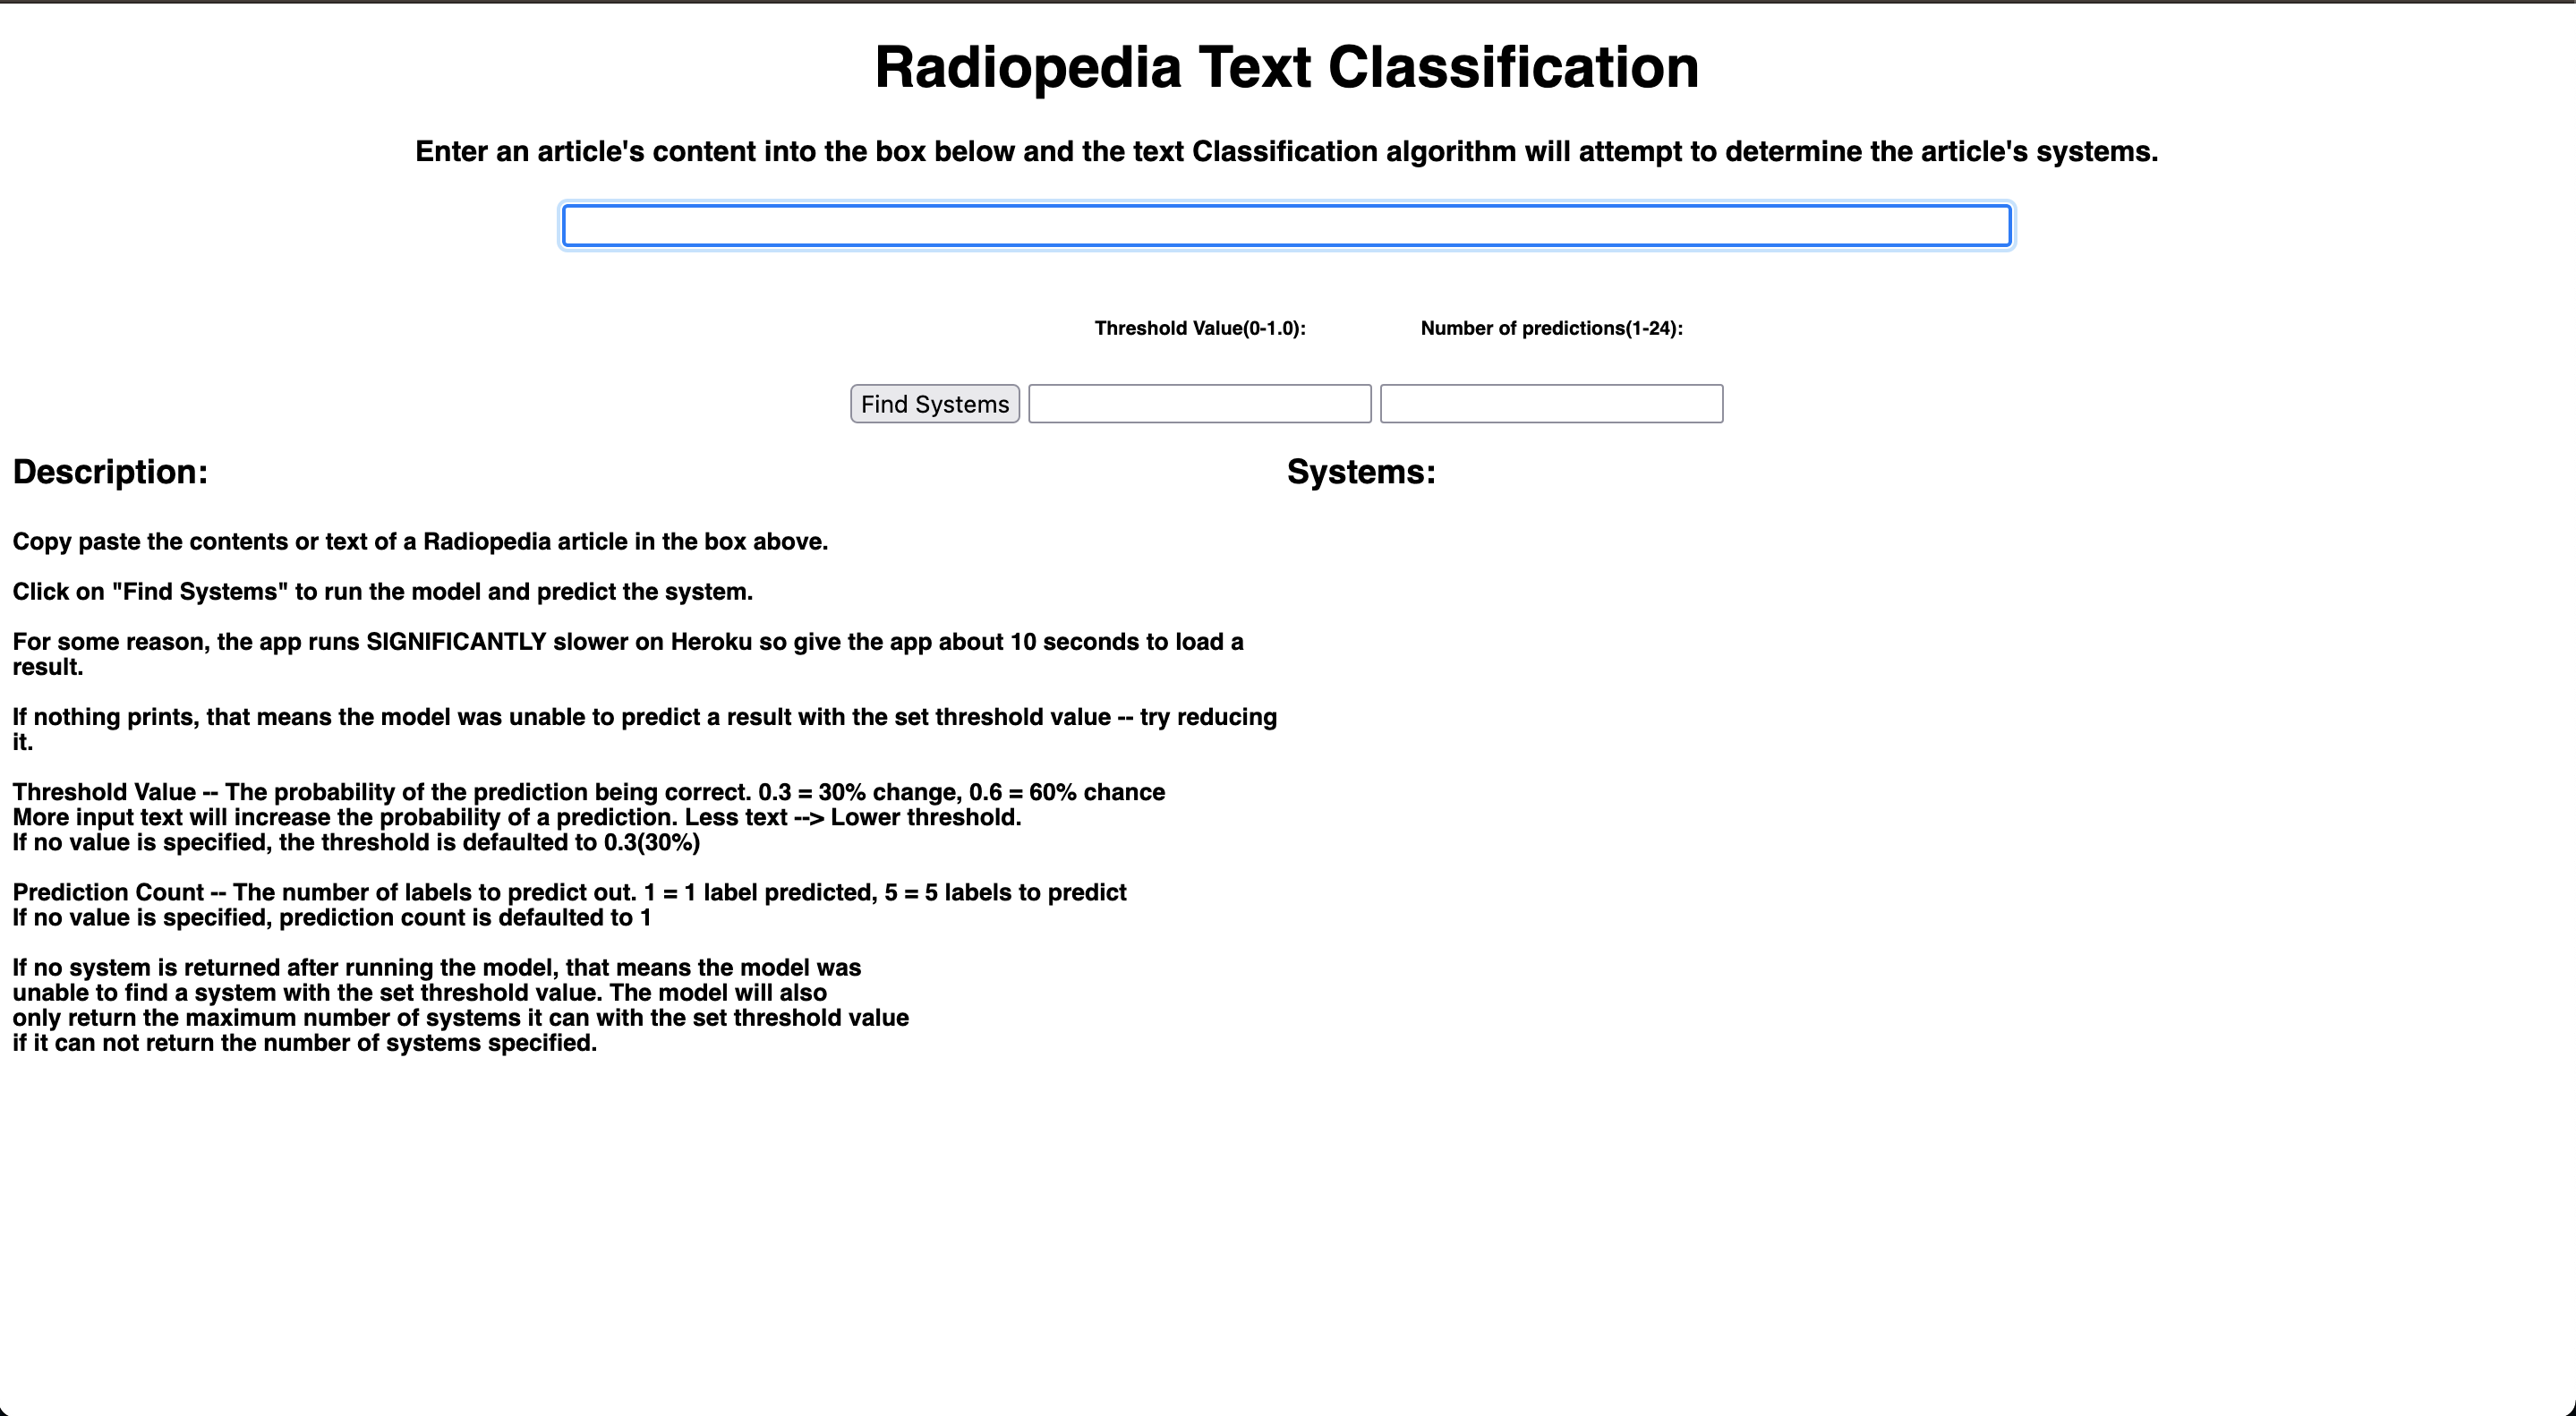 Radiopedia Text Classification
Enter an article's content into the box below and the text Classification algorithm will attempt to determine the article's systems.
Threshold Value(0-1.0):
Number of predictions(1-24):
Find Systems
Description:
Systems:
Copy paste the contents or text of a Radiopedia article in the box above.
Click on "Find Systems" to run the model and predict the system.
For some reason, the app runs SIGNIFICANTLY slower on Heroku so give the app about 10 seconds to load a
result.
If nothing prints, that means the model was unable to predict a result with the set threshold value -- try reducing
it.
Threshold Value -- The probability of the prediction being correct. 0.3 = 30% change, 0.6 = 60% chance
More input text will increase the probability of a prediction. Less text --> Lower threshold.
If no value is specified, the threshold is defaulted to 0.3(30%)
Prediction Count -- The number of labels to predict out. 1 = 1 label predicted, 5 = 5 labels to predict
If no value is specified, prediction count is defaulted to 1
If no system is returned after running the model, that means the model was
unable to find a system with the set threshold value. The model will also
only return the maximum number of systems it can with the set threshold value
if it can not return the number of systems specified.